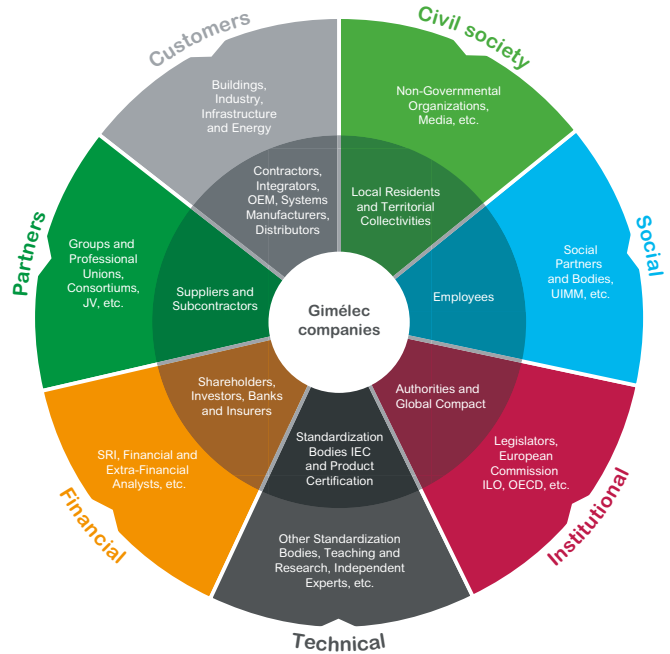 Customers
Civil society
Buildings,
Industry,
Infrastructure
and Energy
Non-Governmental
Organizations,
Media, etc.
Contractors,
Integrators,
OEM, Systems
Manufacturers,
Distributors
Local Residents
and Territorial
Collectivities
Partners
Groups and
Professional
Unions,
Consortiums,
JV, etc.
Suppliers and
Subcontractors
Gimélec
companies
Employees
Social
Partners
and Bodies,
UIMM, etc.
Social
Shareholders,
Investors, Banks
and Insurers
Authorities and
Global Compact
SRI, Financial and
Extra-Financial
Analysts, etc.
Standardization
Bodies IEC
and Product
Certification
Legislators,
European
Commission
ILO, OECD, etc.
Financial
Other Standardization
Bodies, Teaching and
Research, Independent
Experts, etc.
Institutional
Technical